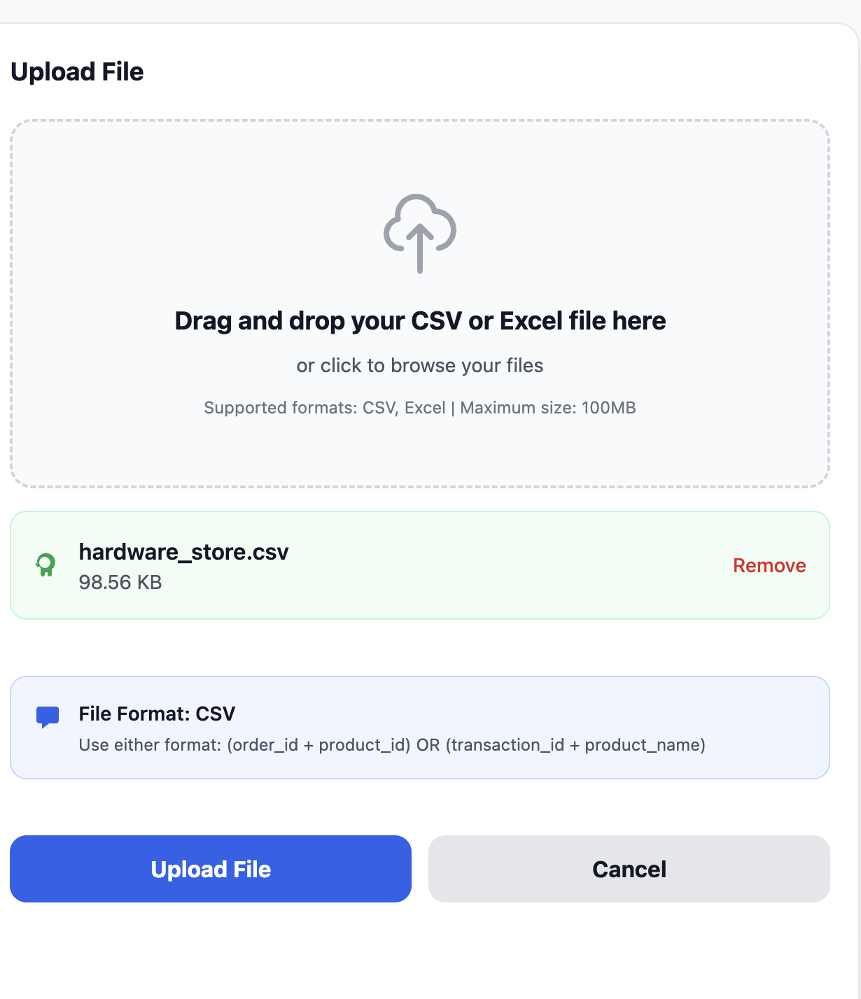 Upload File
Drag and drop your CSV or Excel file here
or click to browse your files
Supported formats: CSV, Excel | Maximum size: 100MB
hardware_store.csv
98.56 KB
Remove
File Format: CSV
Use either format: (order_id + product_id) OR (transaction_id + product_name)
Upload File
Cancel